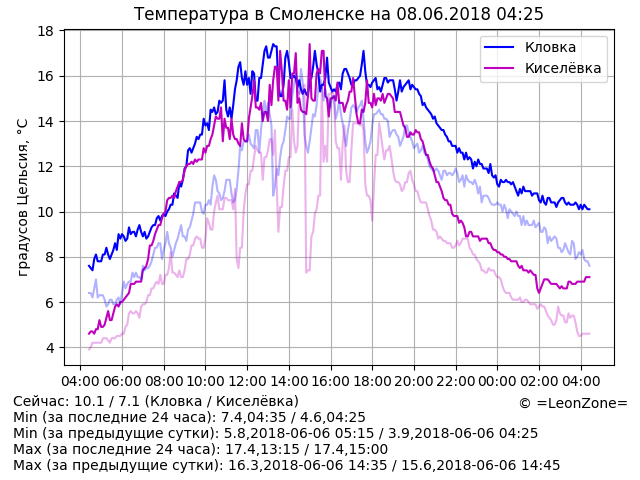 Температура в Смоленске на 08.06.2018 04:25
18
16
14
12
10
8
6
4
градусов Цельсия, °C
Кловка
Киселёвка
04:00 06:00 08:00 10:00 12:00 14:00 16:00 18:00 20:00 22:00 00:00 02:00 04:00
Сейчас: 10.1 / 7.1 (Кловка / Киселёвка)
© =LeonZone=
Min (за последние 24 часа): 7.4,04:35 / 4.6,04:25
Min (за предыдущие сутки): 5.8,2018-06-06 05:15 / 3.9,2018-06-06 04:25
Max (за последние 24 часа): 17.4,13:15 / 17.4,15:00
Max (за предыдущие сутки): 16.3,2018-06-06 14:35 / 15.6,2018-06-06 14:45